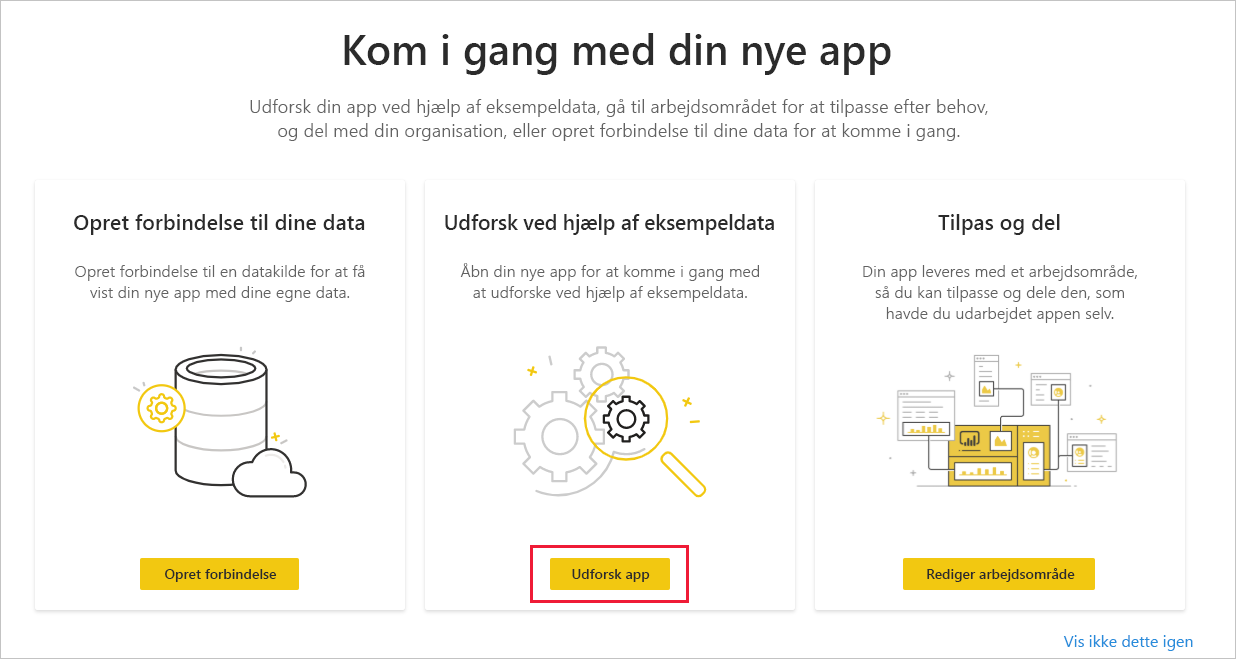 Kom i gang med din nye app
Udforsk din app ved hjælp af eksempeldata, gå til arbejdsområdet for at tilpasse efter behov,
og del med din organisation, eller opret forbindelse til dine data for at komme i gang.
Opret forbindelse til dine data
Opret forbindelse til en datakilde for at få
vist din nye app med dine egne data.
Opret forbindelse
Udforsk ved hjælp af eksempeldata
Åbn din nye app for at komme i gang med
at udforske ved hjælp af eksempeldata.
Udforsk app
Tilpas og del
Din app leveres med et arbejdsområde,
så du kan tilpasse og dele den, som
havde du udarbejdet appen selv.
Rediger arbejdsområde
Vis ikke dette igen